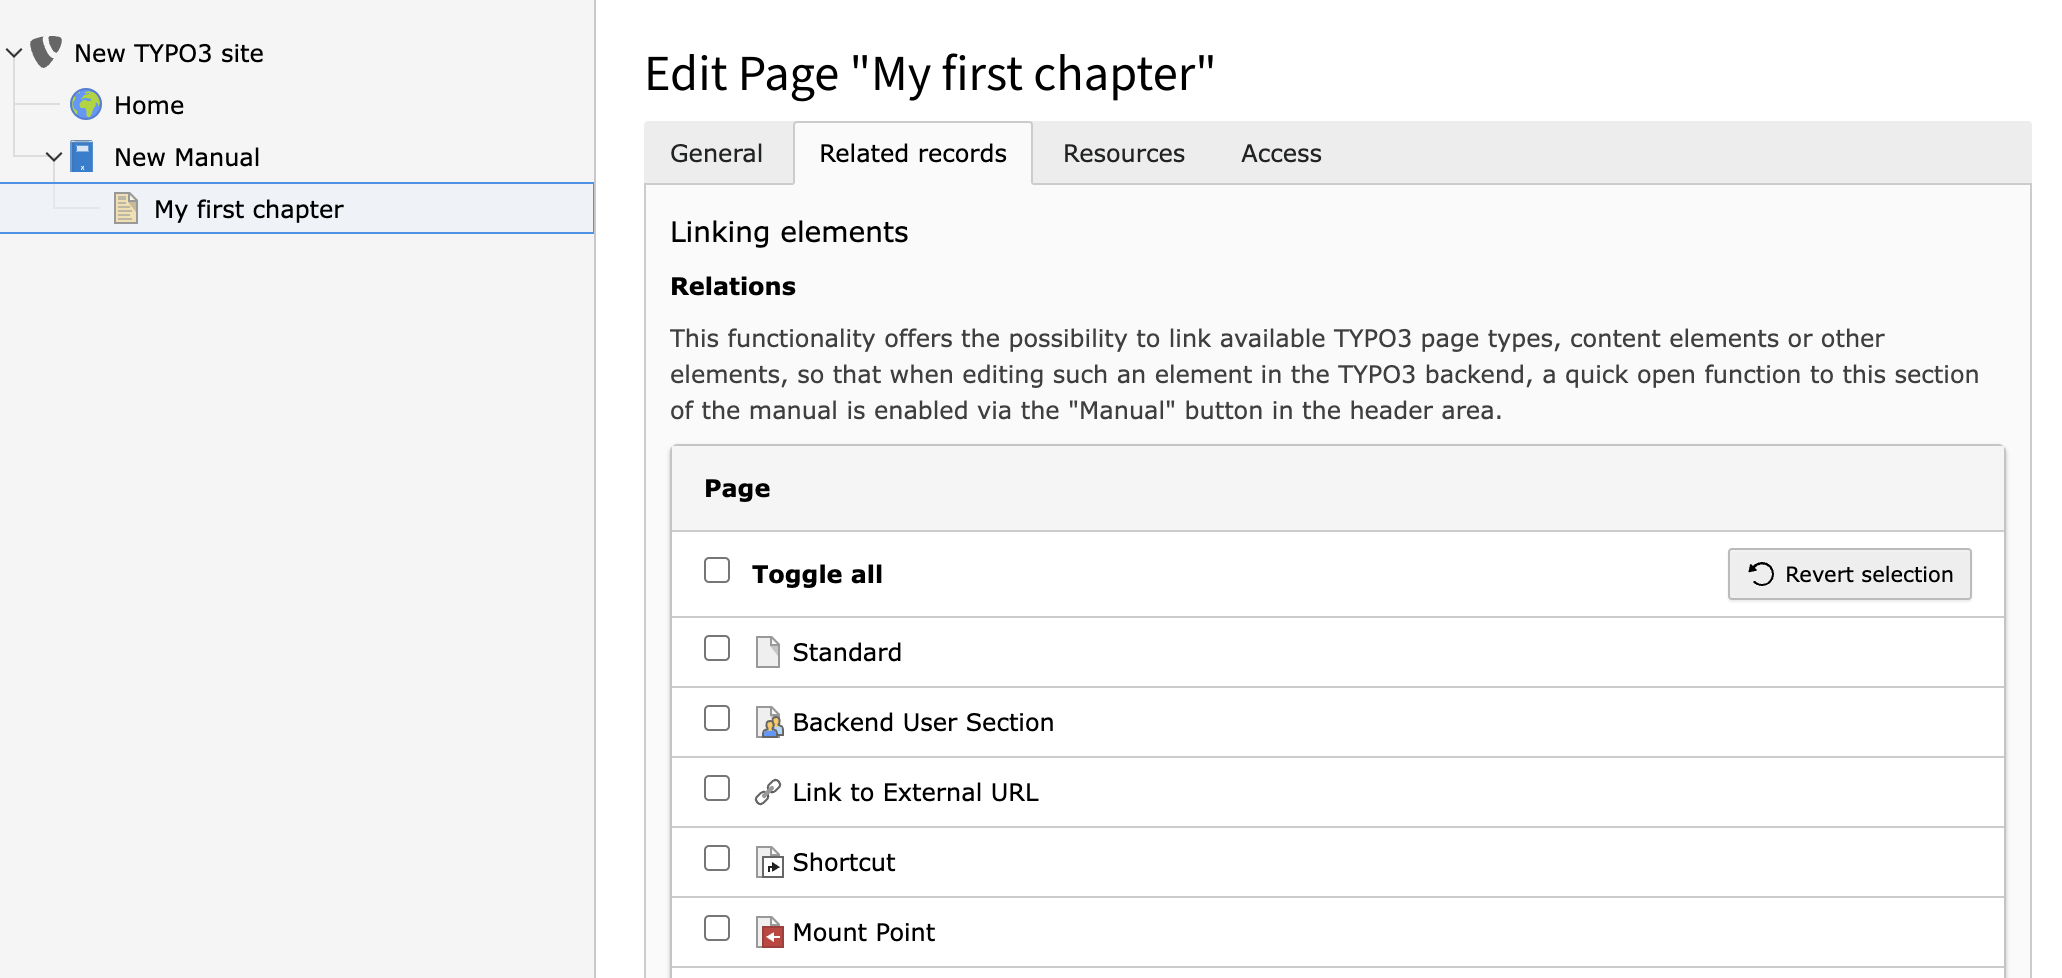 New TYPO3 site
Home
New Manual
My first chapter
Edit Page "My first chapter"
General
Related records
Resources
Access
Linking elements
Relations
This functionality offers the possibility to link available TYPO3 page types, content elements or other
elements, so that when editing such an element in the TYPO3 backend, a quick open function to this section
of the manual is enabled via the "Manual" button in the header area.
Page
Toggle all
Revert selection
Standard
Backend User Section
Link to External URL
Shortcut
Mount Point